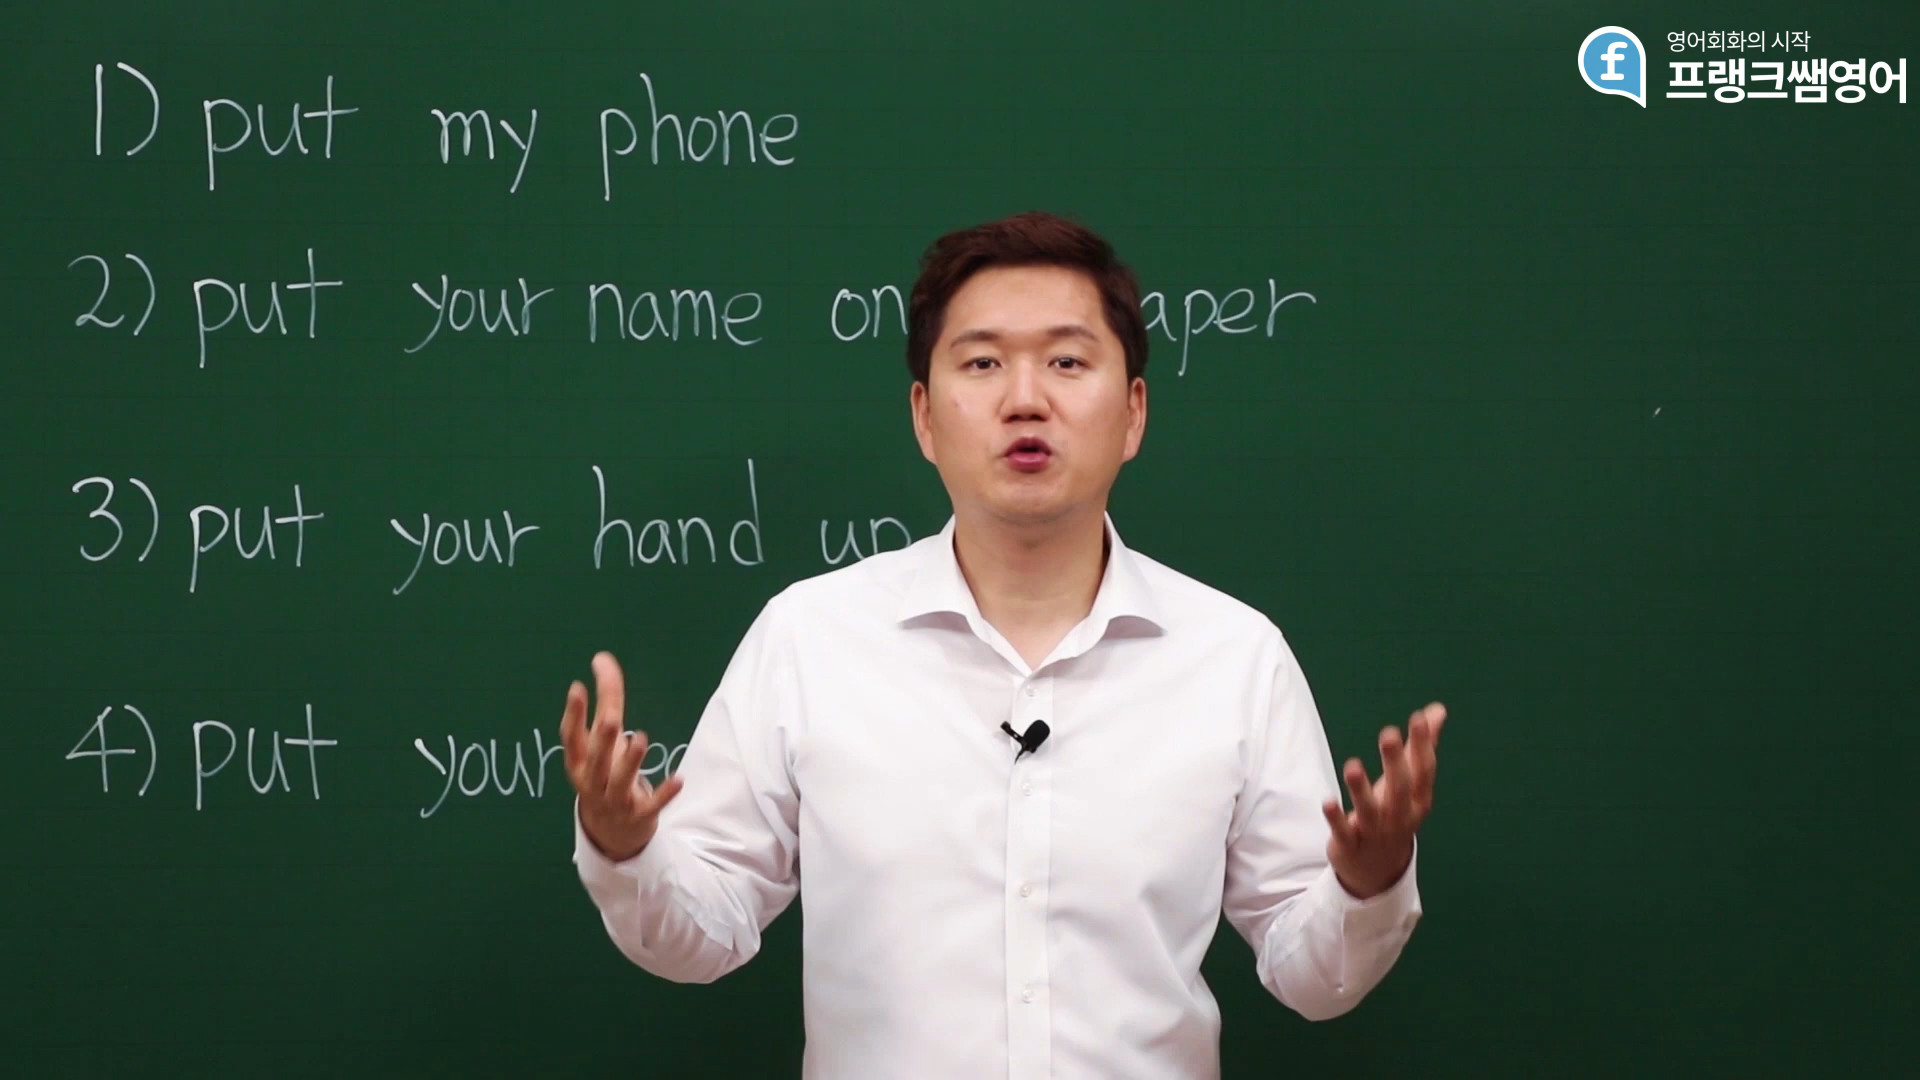 영어회화의 시작
프랭크쌤영어
1) put my phone
2) put your name on
3) put your hand up
4) put your